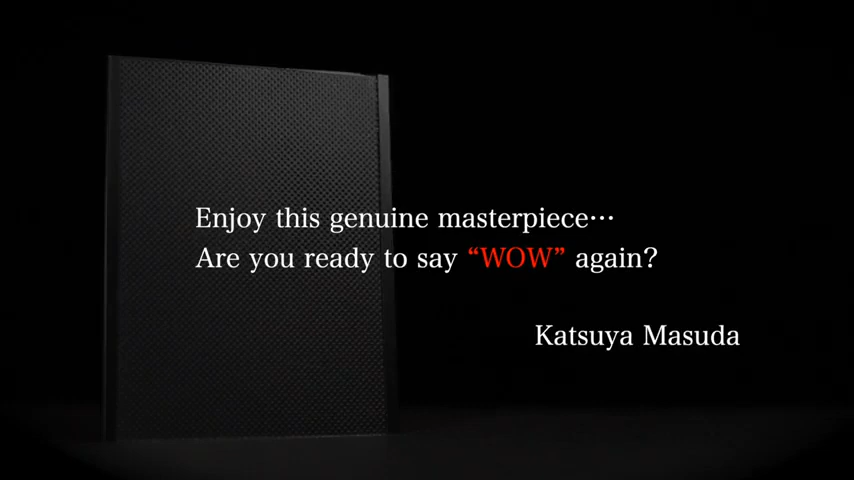 Enjoy this genuine masterpiece…
Are you ready to say “WOW” again?
Katsuya Masuda